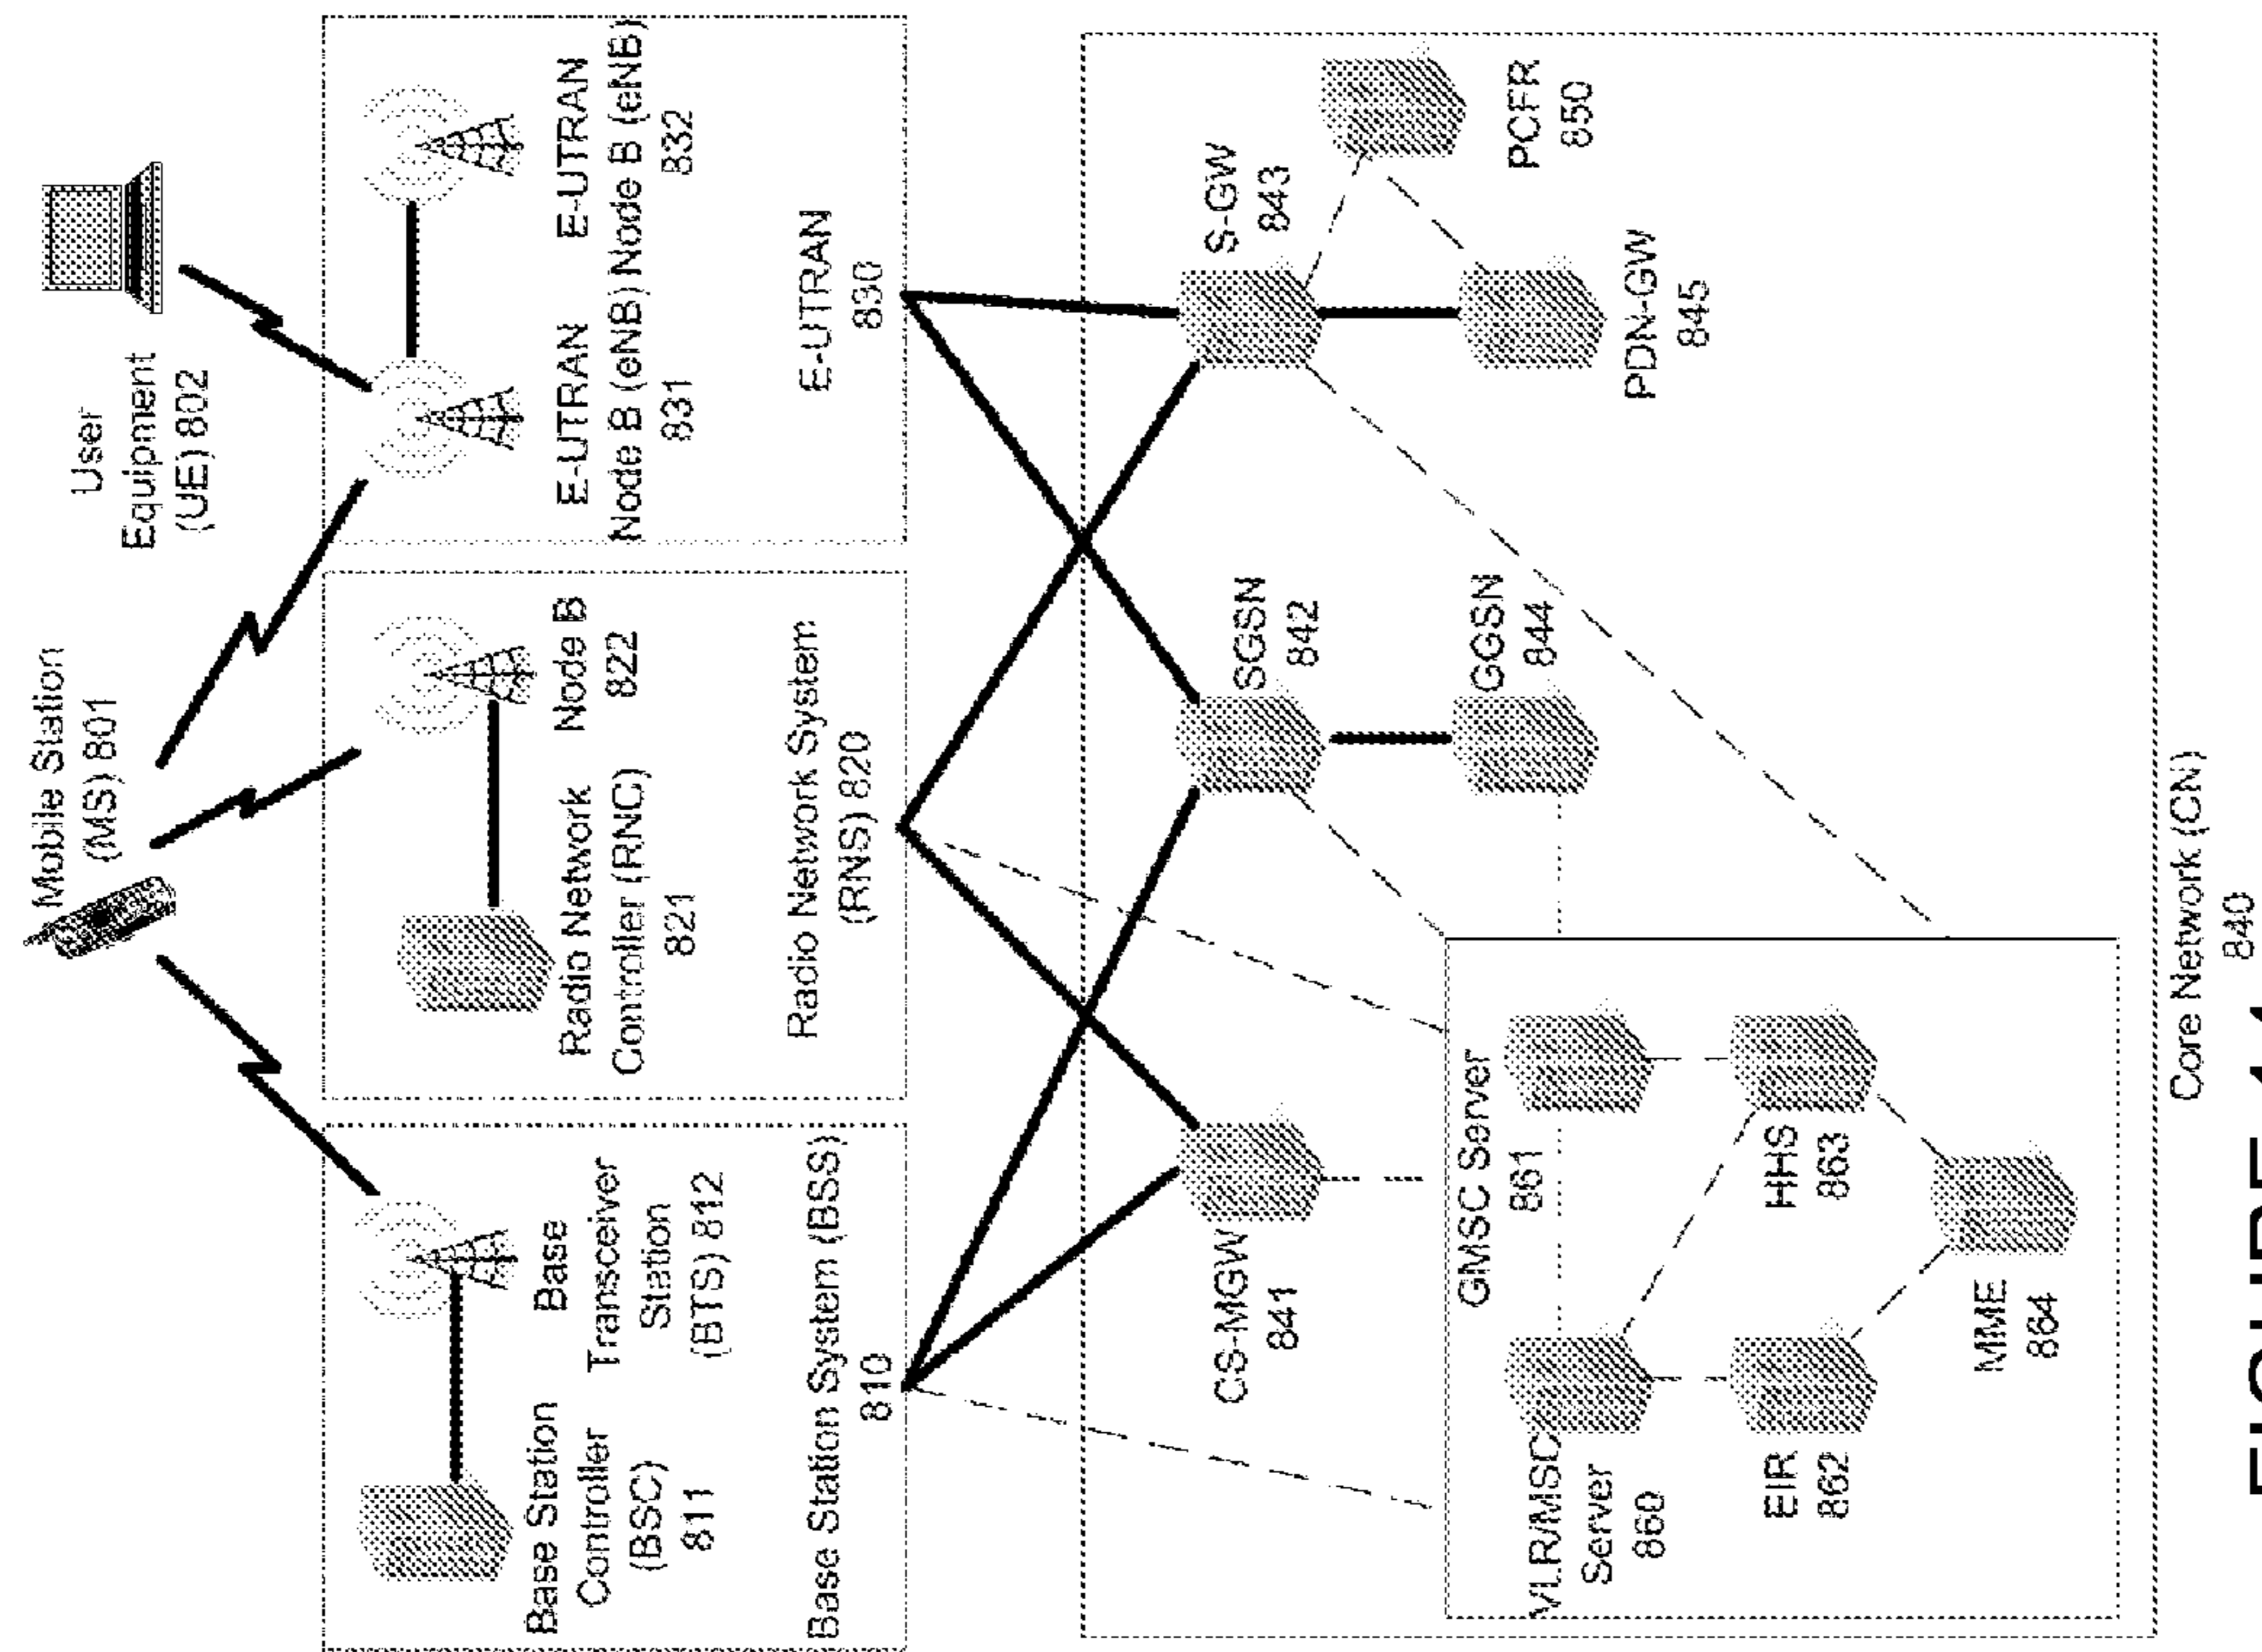 Mobile Station
(MS) 801
User
Equipment
(UE) 802
Base Station
Controller
(BSC)
811
Base
Transceiver
Station
(BTS) 812
Base Station System (BSS)
810
Radio Network
Controller (RNC)
821
Node B
822
Radio Network System
(RNS) 820
E-UTRAN
Node B (eNB)
831
E-UTRAN
Node B (eNB)
832
E-UTRAN
830
CS-MGW
841
SGSN
842
S-GW
843
GGSN
844
PDN-GW
845
PCFR
850
GMSC Server
861
VLR/MSC
Server
860
HHS
863
EIR
862
MME
864
Core Network (CN)
840